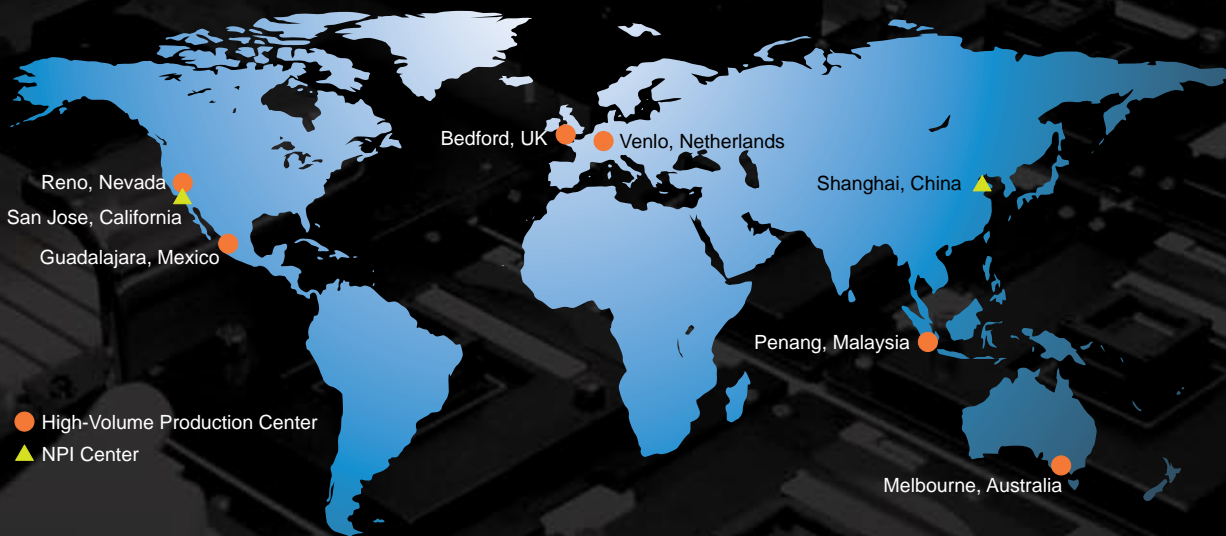 Bedford, UK
Venlo, Netherlands
Reno, Nevada
Shanghai, China
San Jose, California
Guadalajara, Mexico
Penang, Malaysia
High-Volume Production Center
NPI Center
Melbourne, Australia